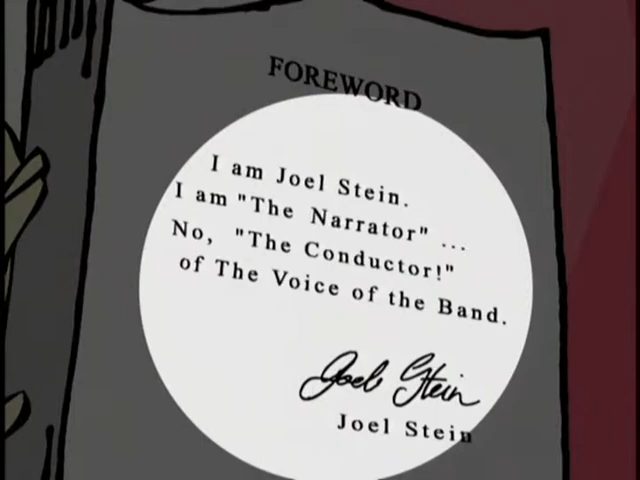 FOREWORD
I am Joel Stein.
I am "The Narrator" ...
No, "The Conductor!"
of The Voice of the Band.
Joel Stein
Joel Stein